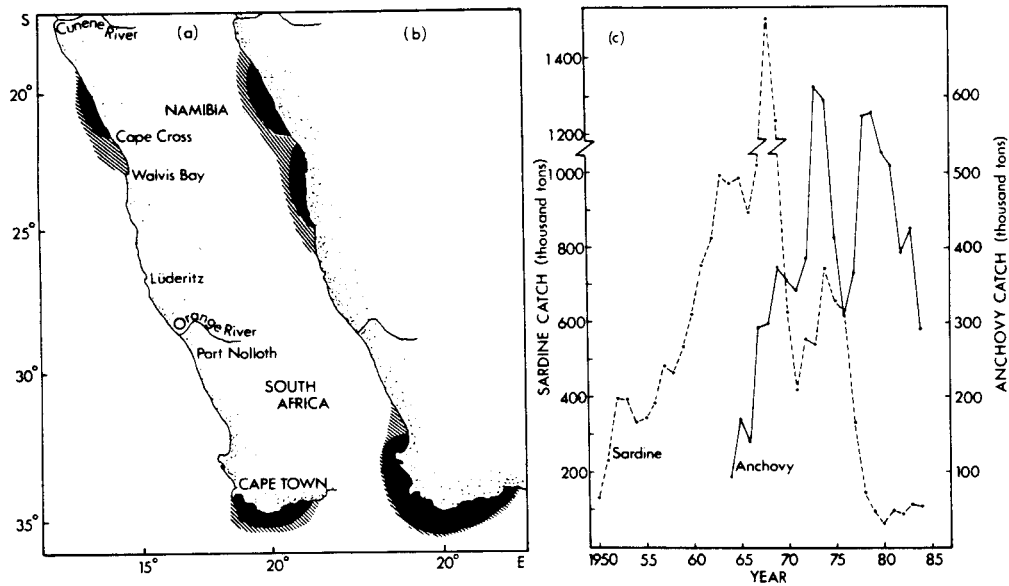 S
Cunene
River
(a)
(b)
20°
25°
30°
35°
NAMIBIA
Cape Cross
Walvis Bay
Lüderitz
Orange River
Port Nolloth
SOUTH
AFRICA
CAPE TOWN
15°
20°
20°
E
(c)
SARDINE CATCH (thousand tons)
1400
1200
1000
800
600
400
200
Sardine
Anchovy
600
500
400
300
200
100
ANCHOVY CATCH (thousand tons)
1950
55
60
65
70
75
80
85
YEAR